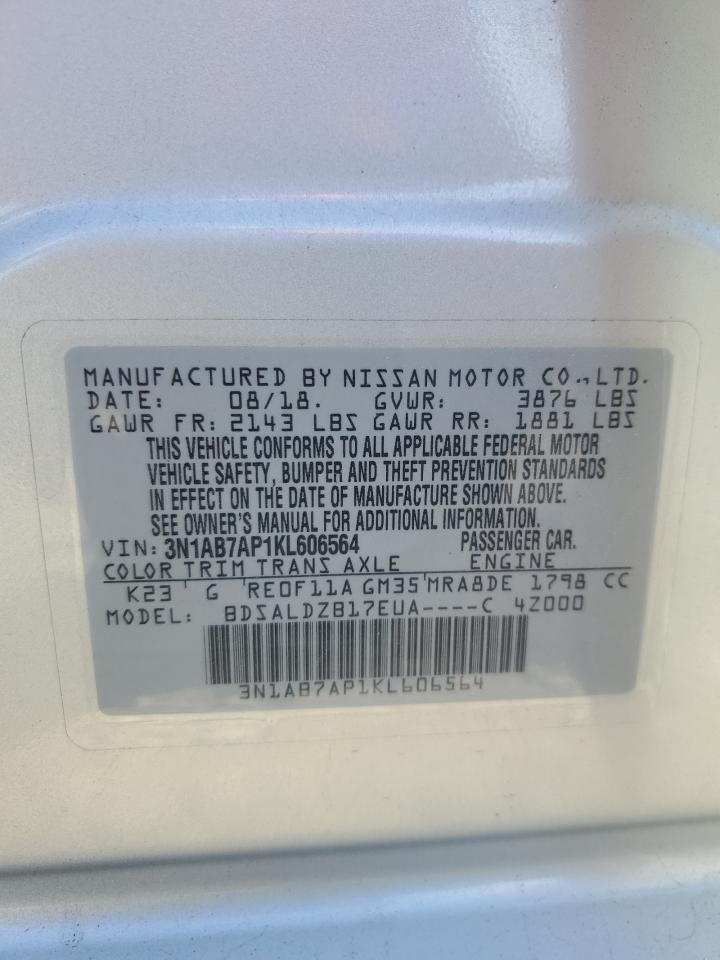 MANUFACTURED BY NISSAN MOTOR CO.,LTD.
DATE: 08/18. GVWR: 3876 LBS
GAWR FR: 2143 LBS GAWR RR: 1881 LBS
THIS VEHICLE CONFORMS TO ALL APPLICABLE FEDERAL MOTOR
VEHICLE SAFETY, BUMPER AND THEFT PREVENTION STANDARDS
IN EFFECT ON THE DATE OF MANUFACTURE SHOWN ABOVE.
SEE OWNER'S MANUAL FOR ADDITIONAL INFORMATION.
VIN: 3N1AB7AP1KL606564 PASSENGER CAR.
COLOR TRIM TRANS AXLE ENGINE
K23 G RE0F11A GM35 MRA8DE 1798 CC
MODEL: BDSALDZB17EUA----C 4Z000
3N1AB7AP1KL606564